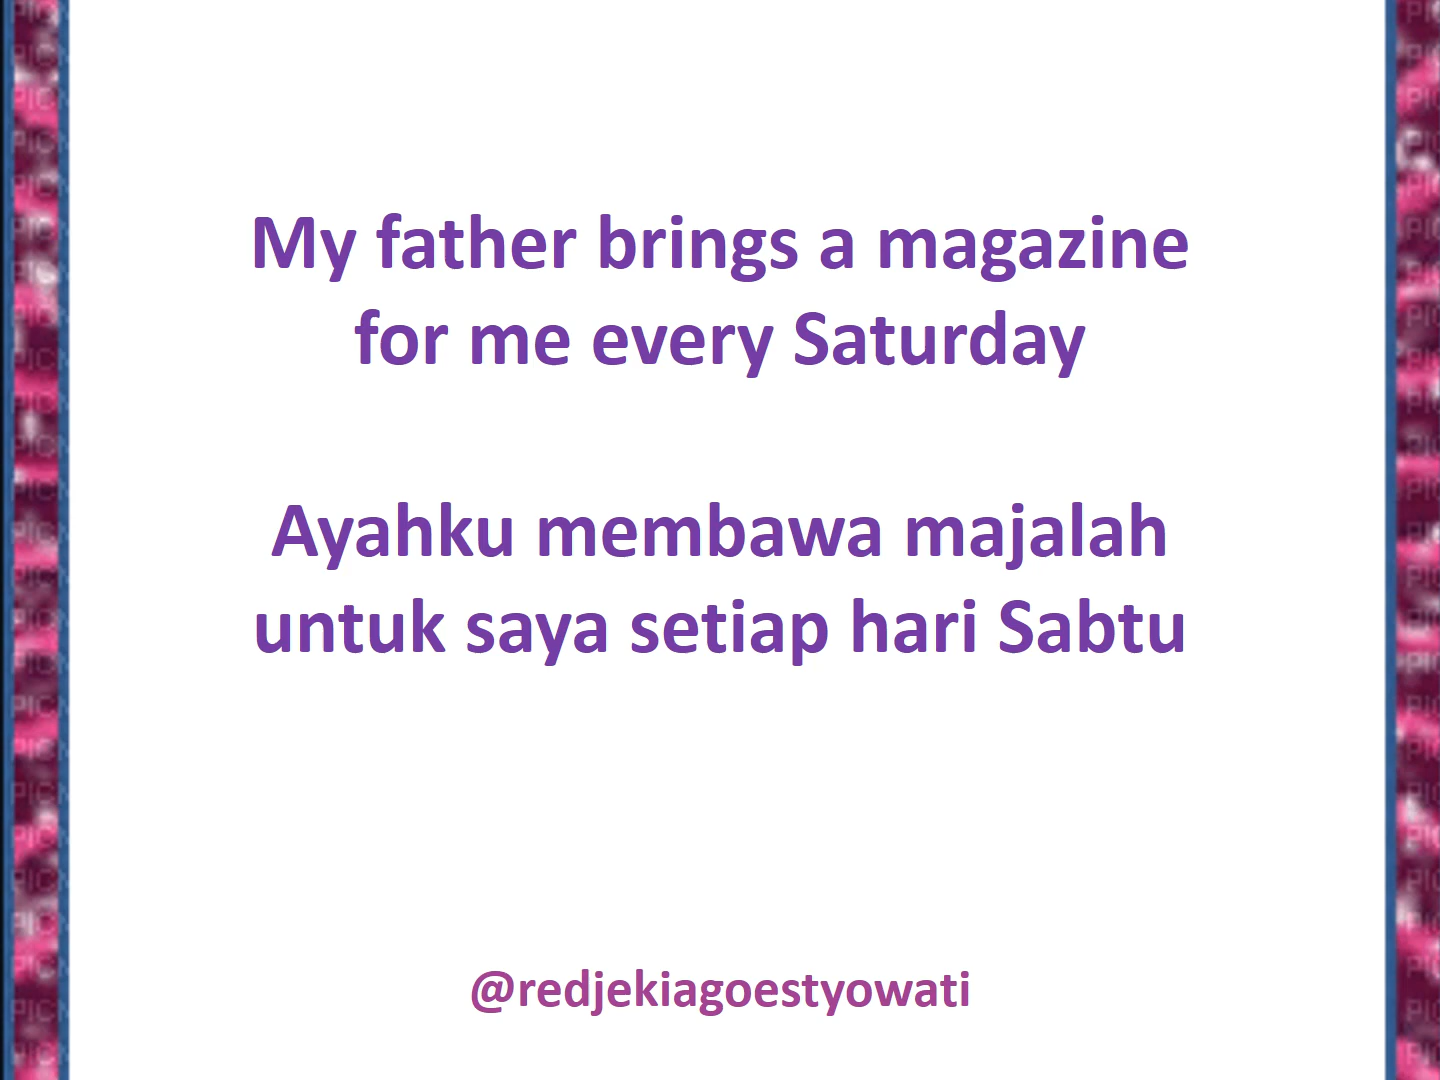 My father brings a magazine
for me every Saturday
Ayahku membawa majalah
untuk saya setiap hari Sabtu
@redjekiagoestyowati